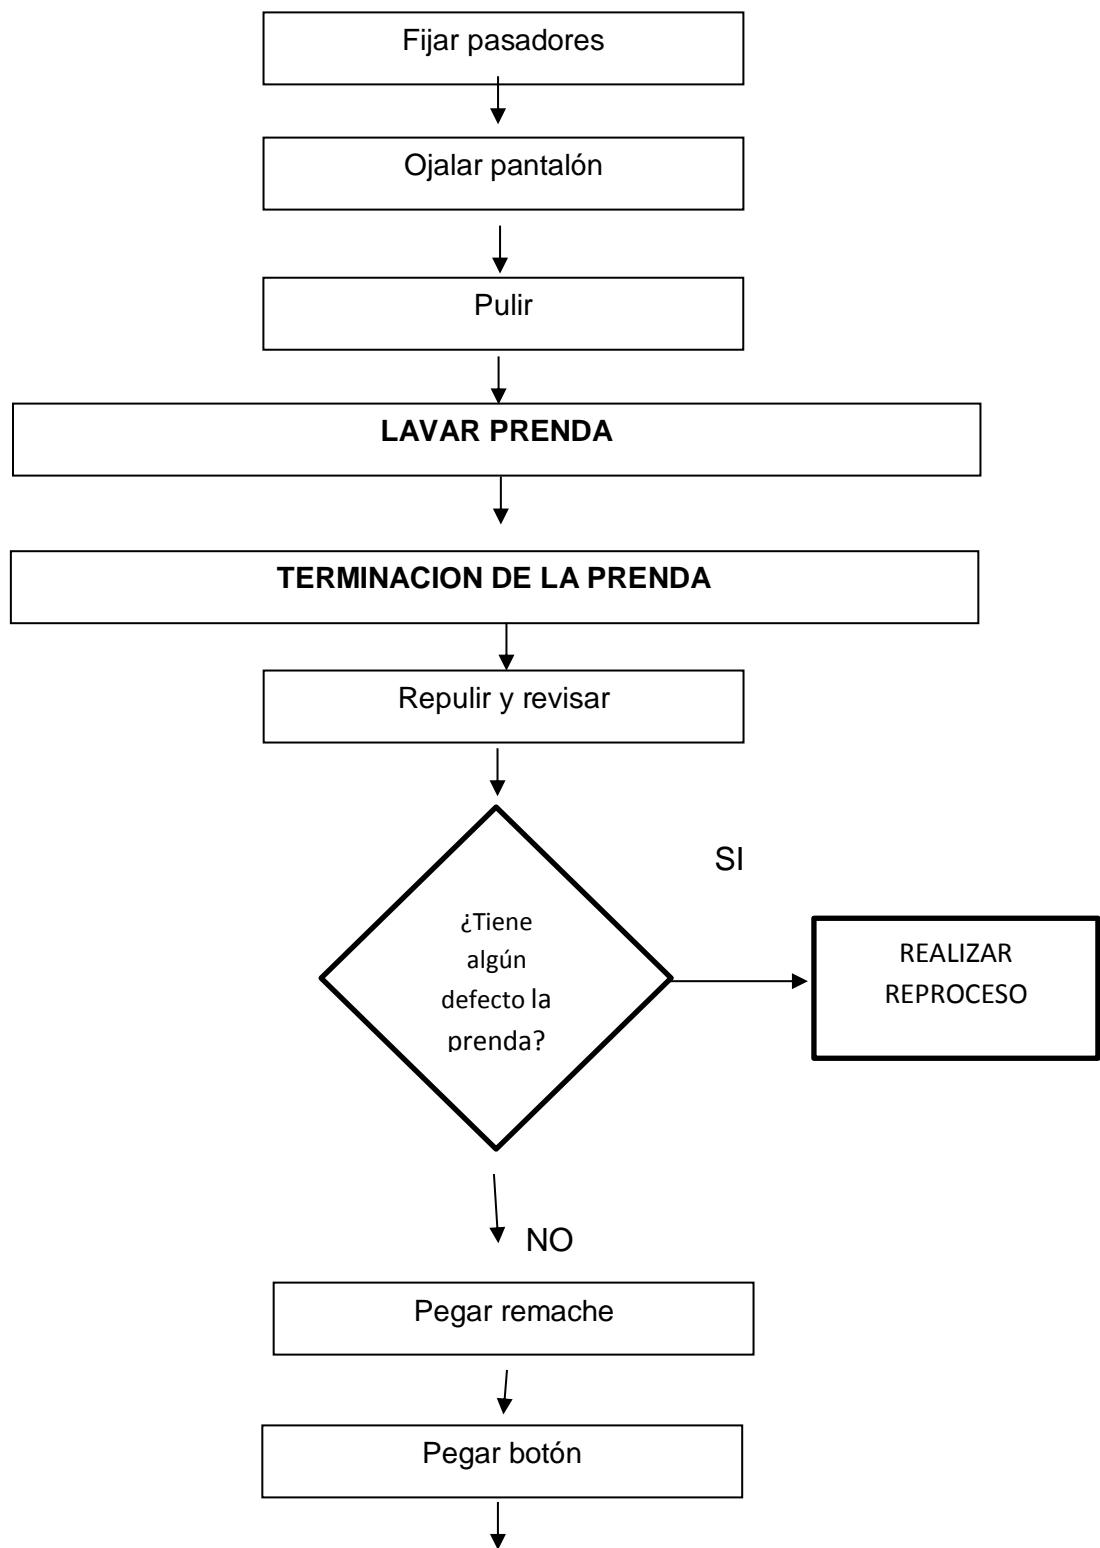 Fijar pasadores
Ojalar pantalón
Pulir
LAVAR PRENDA
TERMINACION DE LA PRENDA
Repulir y revisar
SI
¿Tiene
algún
defecto la
prenda?
REALIZAR
REPROCESO
NO
Pegar remache
Pegar botón